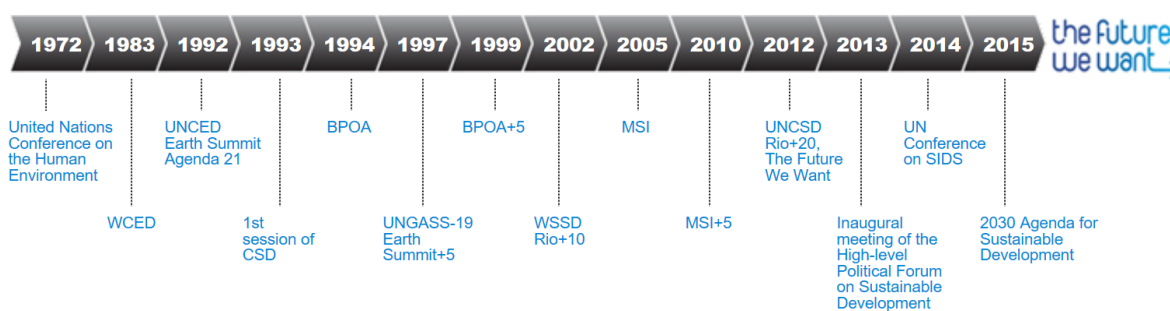 1972 1983 1992 1993 1994 1997 1999 2002 2005 2010 2012 2013 2014 2015
the future
we want
United Nations
Conference on
the Human
Environment
WCED
UNCED
Earth Summit
Agenda 21
1st
session of
CSD
BPOA
UNGASS-19
Earth
Summit+5
BPOA+5
WSSD
Rio+10
MSI
MSI+5
UNCSD
Rio+20,
The Future
We Want
Inaugural
meeting of the
High-level
Political Forum
on Sustainable
Development
UN
Conference
on SIDS
2030 Agenda for
Sustainable
Development